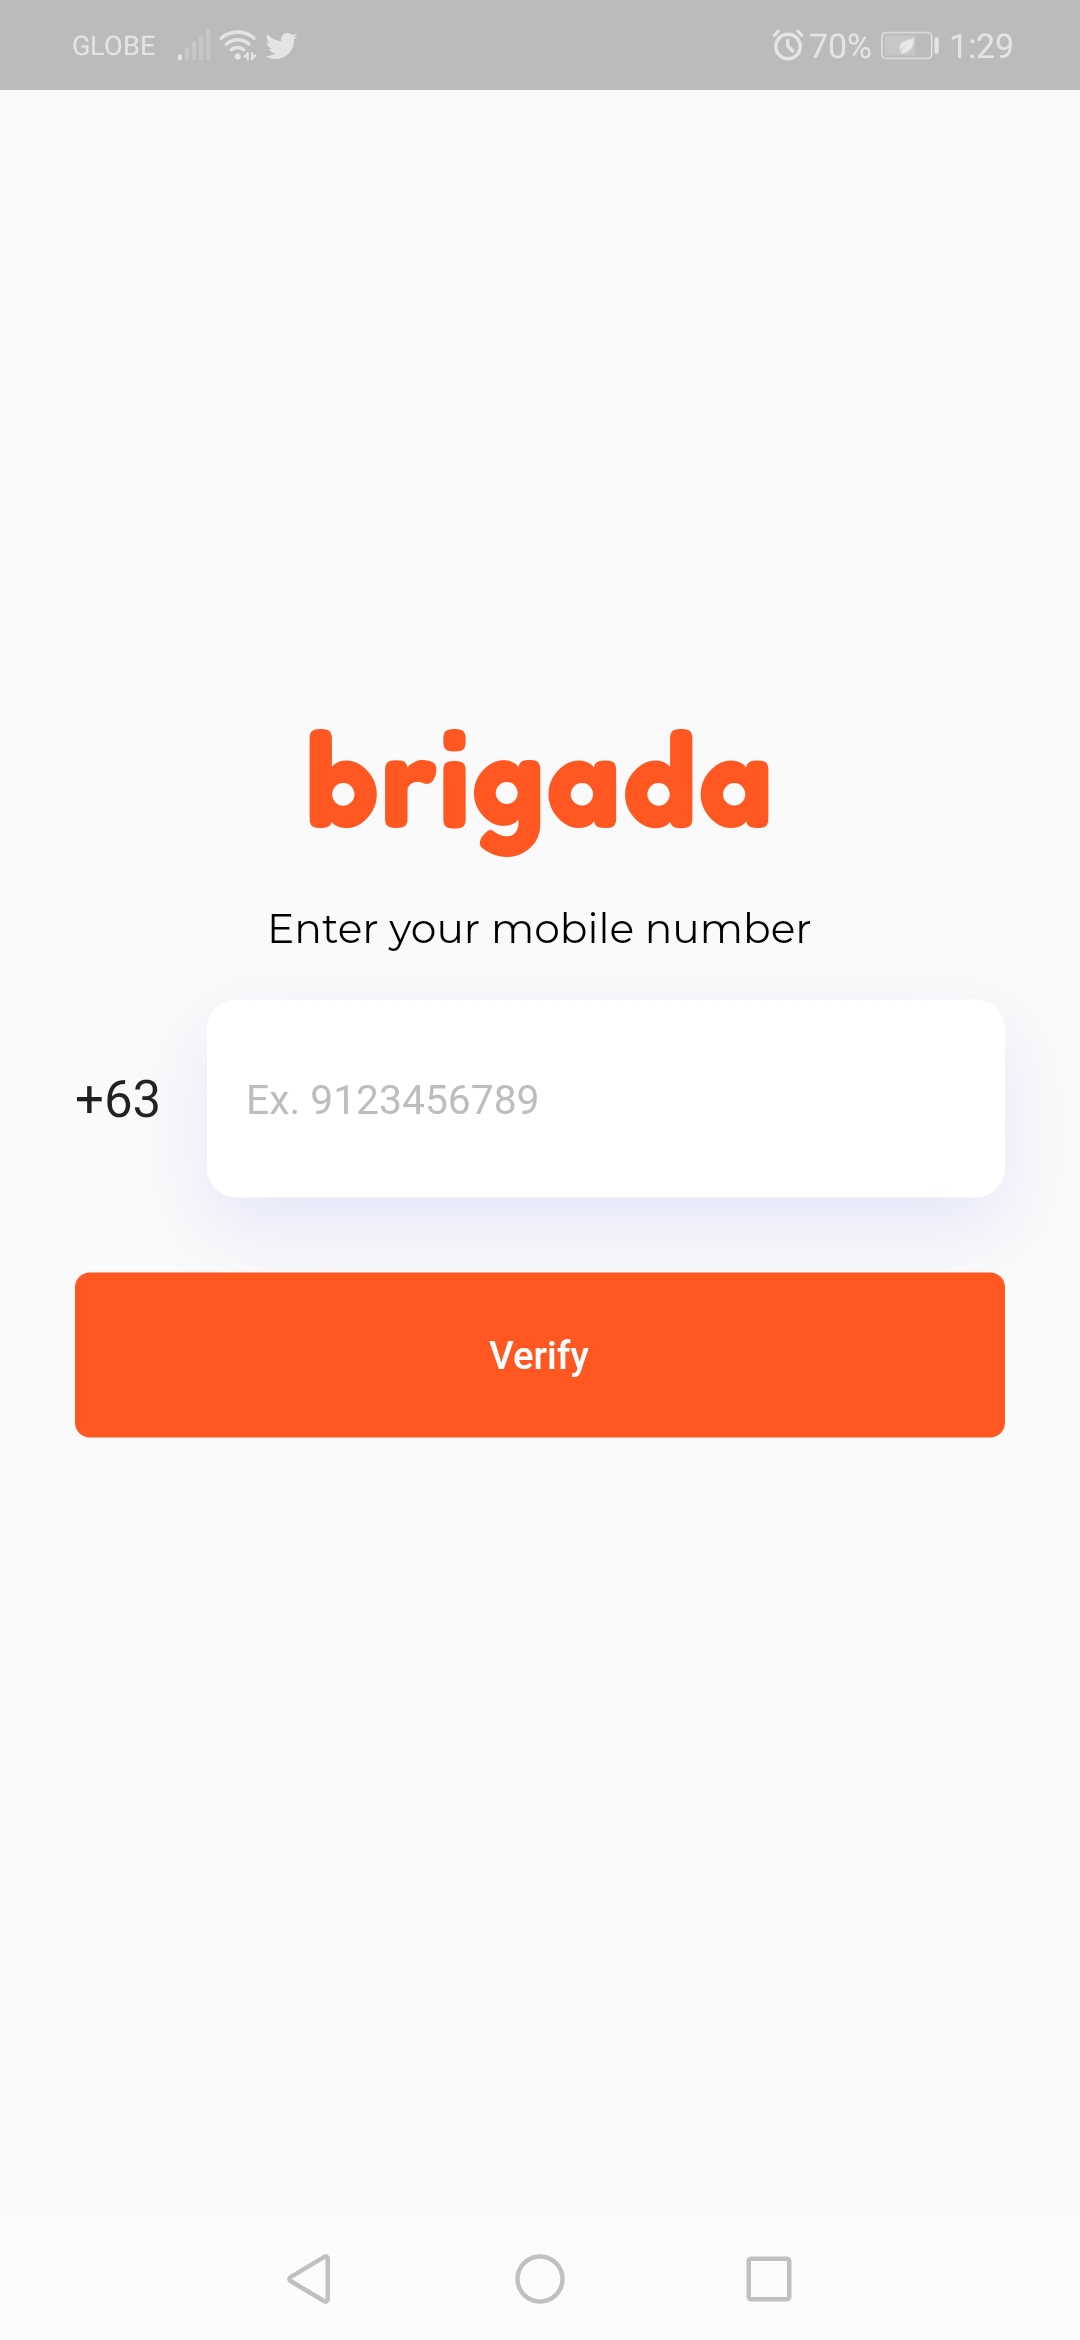 GLOBE 70% 1:29
brigada
Enter your mobile number
+63 Ex. 9123456789
Verify